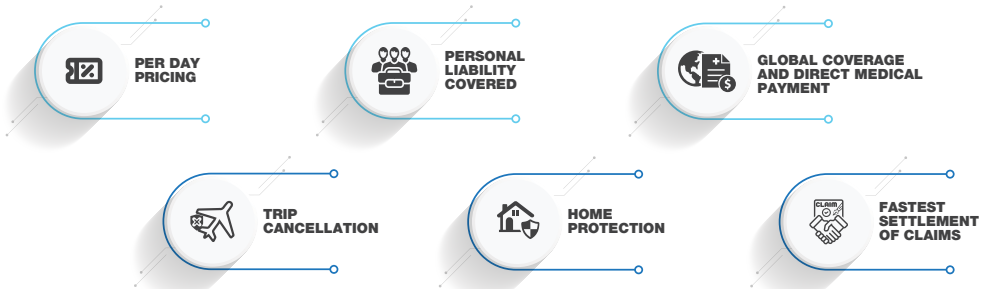 PER DAY
PRICING
PERSONAL
LIABILITY
COVERED
GLOBAL COVERAGE
AND DIRECT MEDICAL
PAYMENT
TRIP
CANCELLATION
HOME
PROTECTION
CLAIM
FASTEST
SETTLEMENT
OF CLAIMS